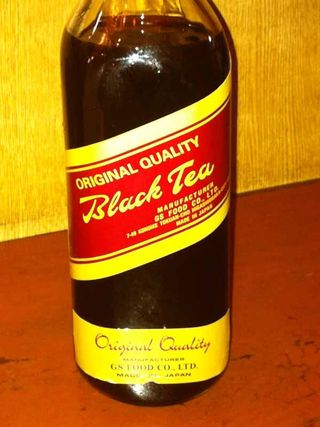 ORIGINAL QUALITY
Black Tea
MANUFACTURER
GS FOOD CO., LTD.
MADE IN JAPAN
Original Quality
MANUFACTURER
GS FOOD CO., LTD.
MADE IN JAPAN